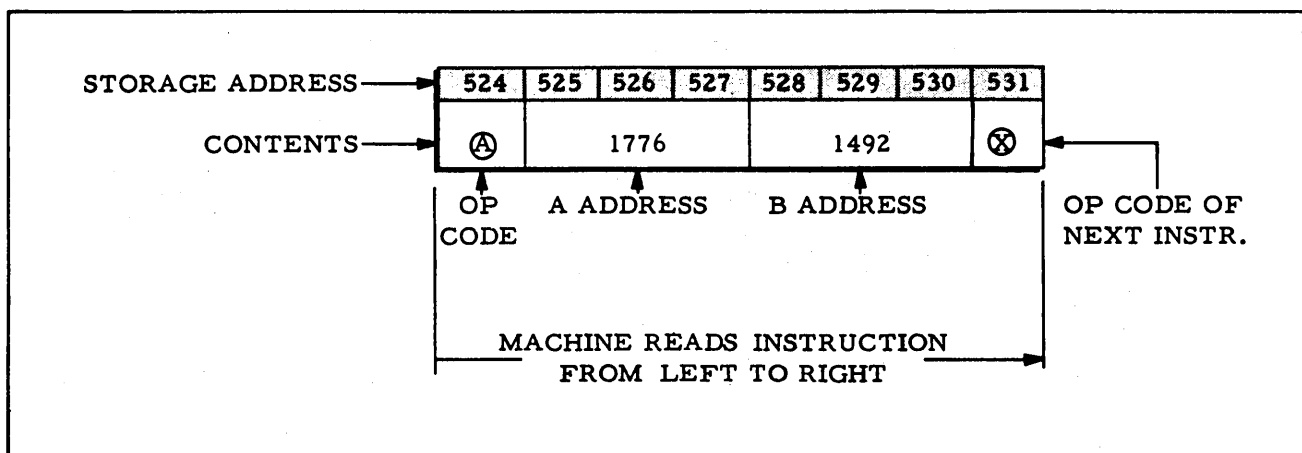 STORAGE ADDRESS 524 525 526 527 528 529 530 531
CONTENTS Ⓐ 1776 1492 Ⓧ
OP CODE
A ADDRESS
B ADDRESS
OP CODE OF
NEXT INSTR.
MACHINE READS INSTRUCTION
FROM LEFT TO RIGHT